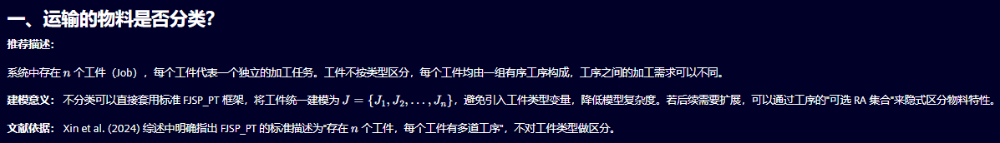 一、运输的物料是否分类?
推荐描述:
系统中存在 n 个工件 (Job) ,每个工件代表一个独立的加工任务。工件不按类型区分,每个工件均由一组有序工序构成,工序之间的加工需求可以不同。
建模意义: 不分类可以直接套用标准 FJSP_PT 框架,将工件统一建模为 J = {J₁, J₂, …, Jₙ},避免引入工件类型变量,降低模型复杂度。若后续需要扩展,可以通过工序的"可选 RA 集合"来隐式区分物料特性。
文献依据: Xin et al. (2024) 综述中明确指出 FJSP_PT 的标准描述为"存在 n 个工件,每个工件有多道工序",不对工件类型做区分。